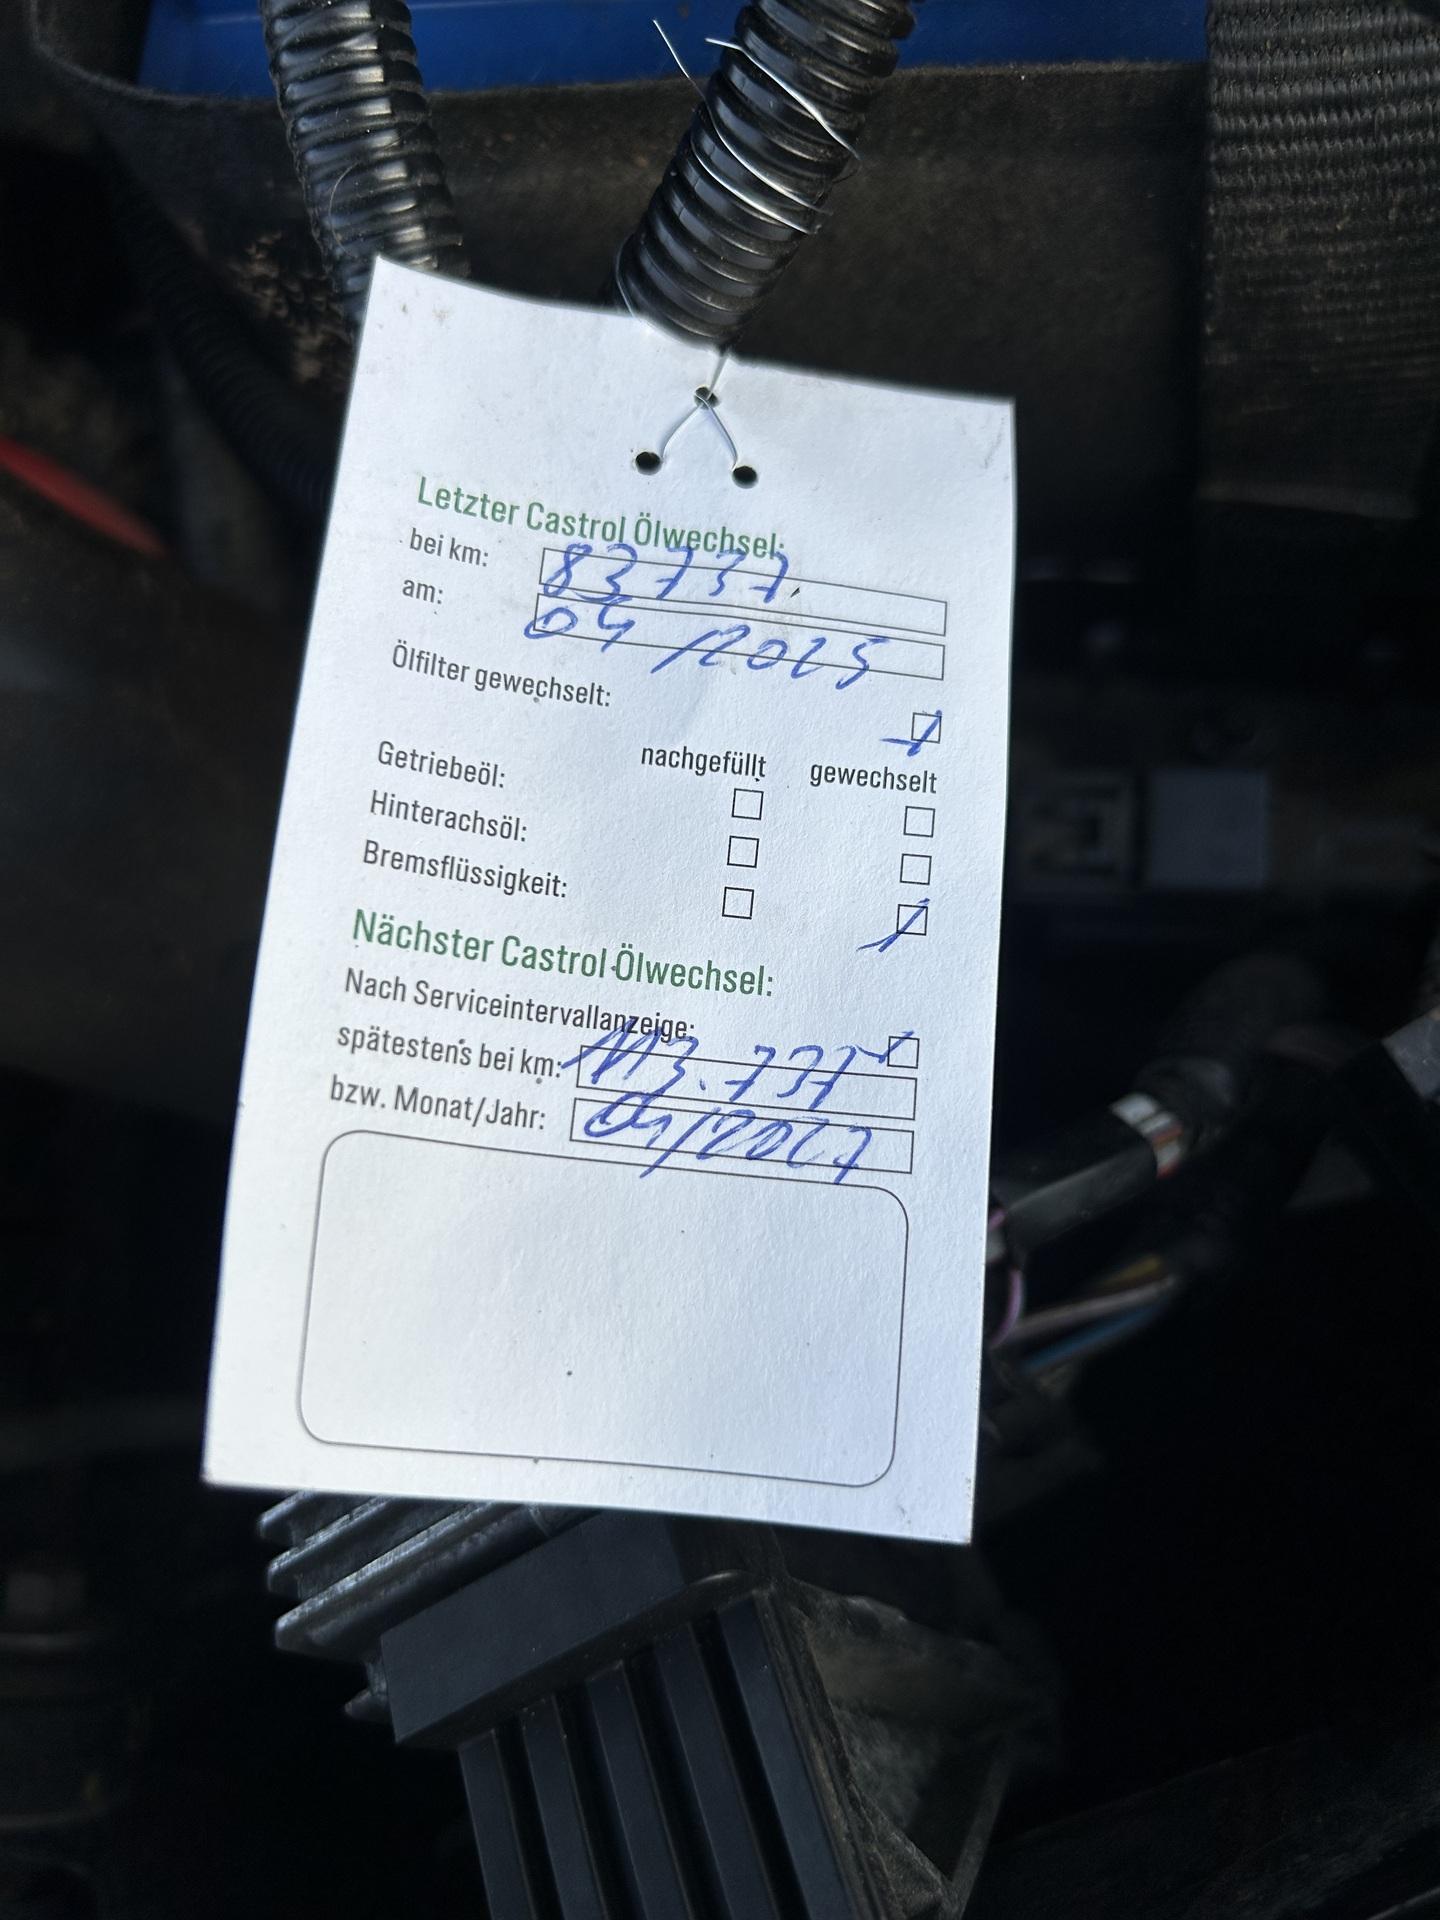 Letzter Castrol Ölwechsel:
bei km: 83737.
am: 04/2025
Ölfilter gewechselt:
nachgefüllt gewechselt
Getriebeöl:
Hinterachsöl:
Bremsflüssigkeit:
Nächster Castrol Ölwechsel:
Nach Serviceintervallanzeige:
spätestens bei km: 113.737
bzw. Monat/Jahr: 04/2027